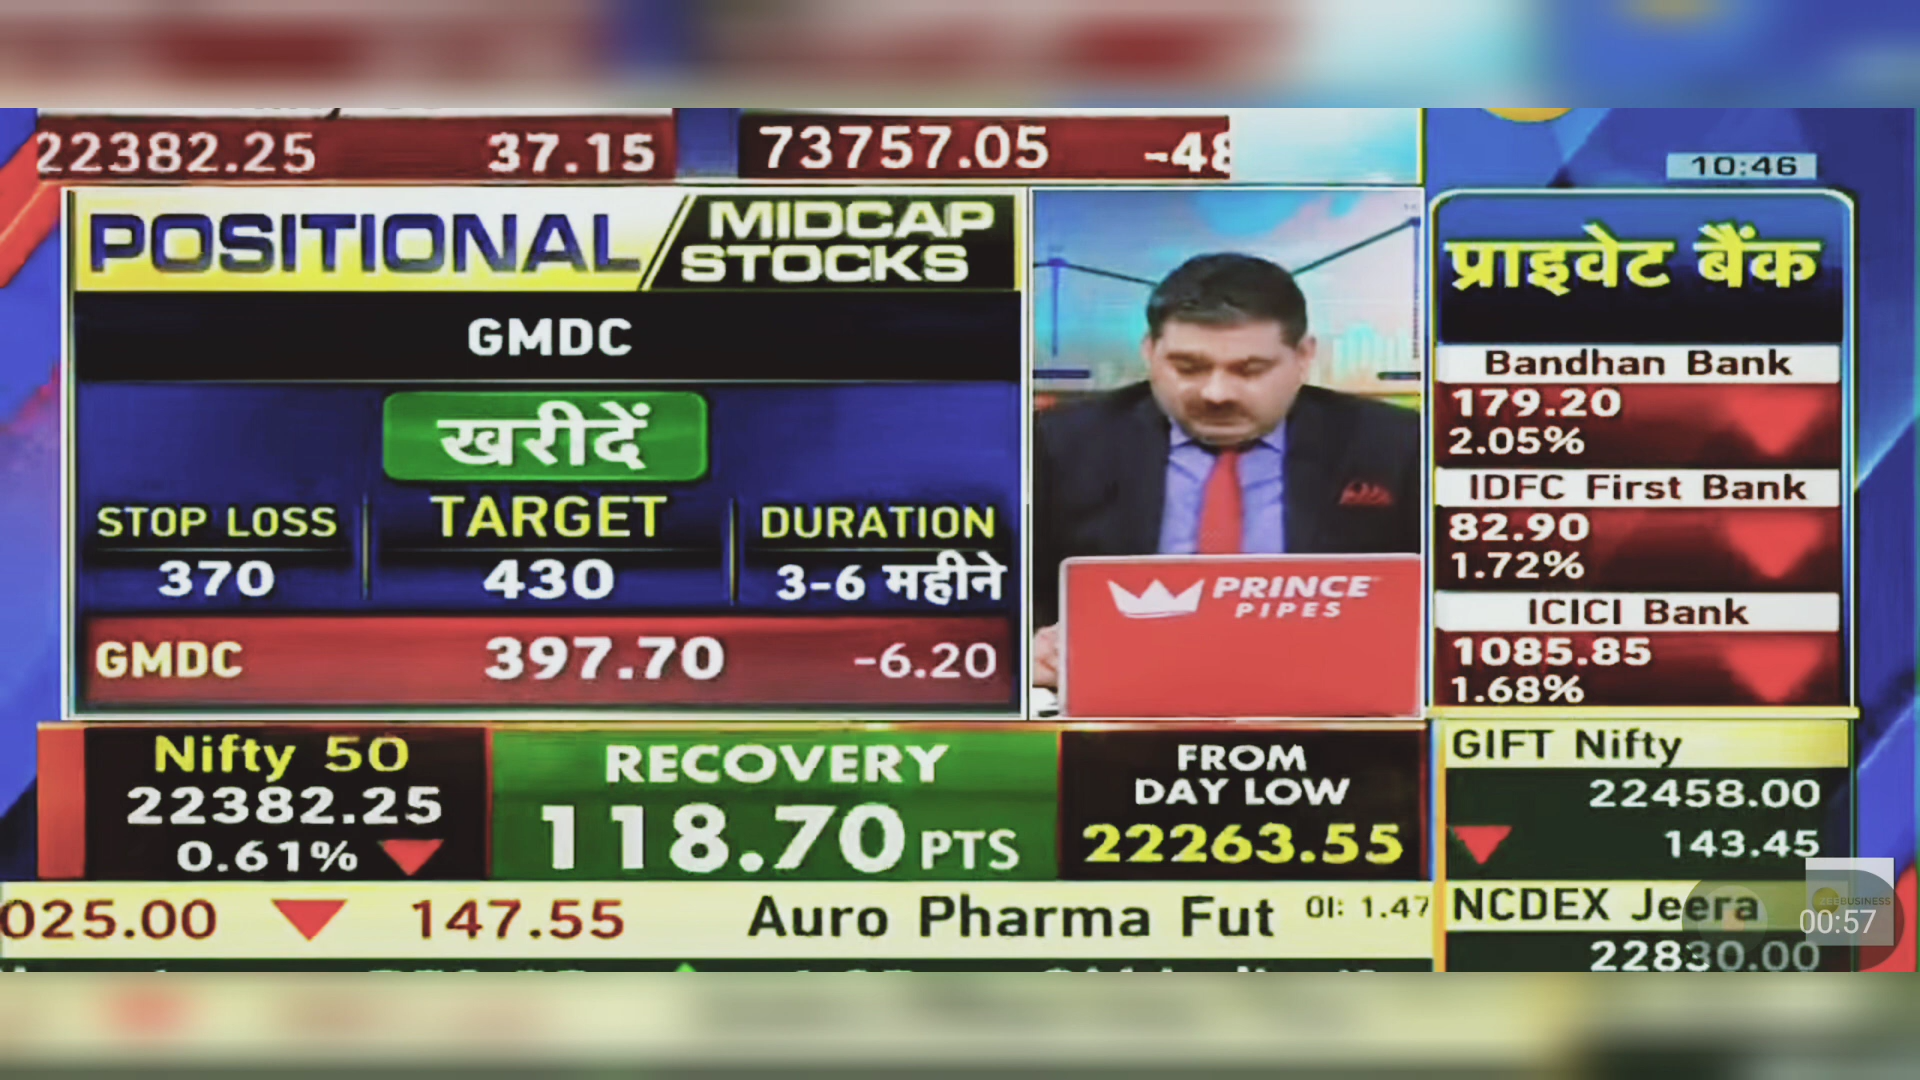 22382.25 37.15 73757.05
10:46
POSITIONAL MIDCAP STOCKS
GMDC
खरीदें
STOP LOSS TARGET DURATION
370 430 3-6 महीने
GMDC 397.70 -6.20
PRINCE
PIPES
प्राइवेट बैंक
Bandhan Bank
179.20
2.05%
IDFC First Bank
82.90
1.72%
ICICI Bank
1085.85
1.68%
Nifty 50
22382.25
0.61%
RECOVERY
118.70 PTS
FROM
DAY LOW
22263.55
GIFT Nifty
22458.00
143.45
025.00 147.55 Auro Pharma Fut OI: 1.47
NCDEX Jeera
22830.00
ZEEBUSINESS
00:57